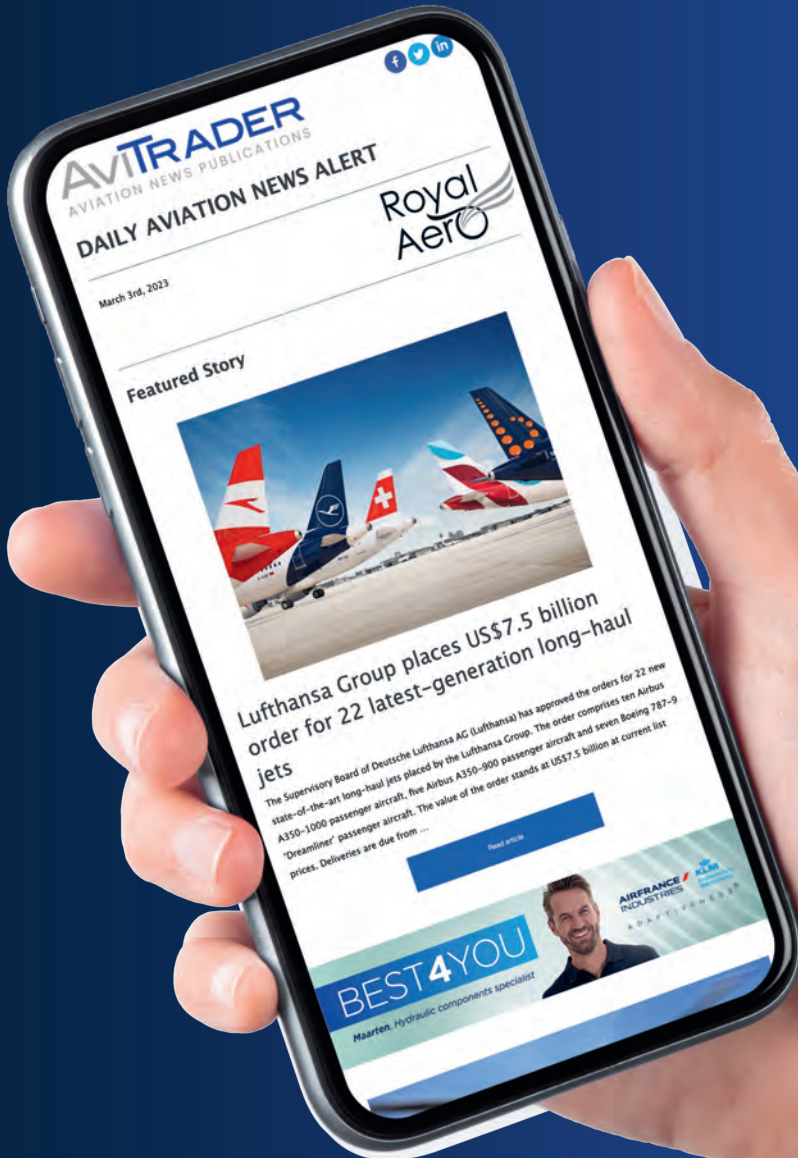 AVITRADER
AVIATION NEWS PUBLICATIONS
DAILY AVIATION NEWS ALERT
Royal
Aero
March 3rd, 2023
Featured Story
Lufthansa Group places US$7.5 billion
order for 22 latest-generation long-haul
jets
The Supervisory Board of Deutsche Lufthansa AG (Lufthansa) has approved the orders for 22 new
state-of-the-art long-haul jets placed by the Lufthansa Group. The order comprises ten Airbus
A350-1000 passenger aircraft, five Airbus A350-900 passenger aircraft and seven Boeing 787-9
'Dreamliner' passenger aircraft. The value of the order stands at US$7.5 billion at current list
prices. Deliveries are due from ...
Read article
BEST4YOU
Maarten, Hydraulic components specialist
AIRFRANCE
INDUSTRIES
KLM
ADAPTIVENESS®